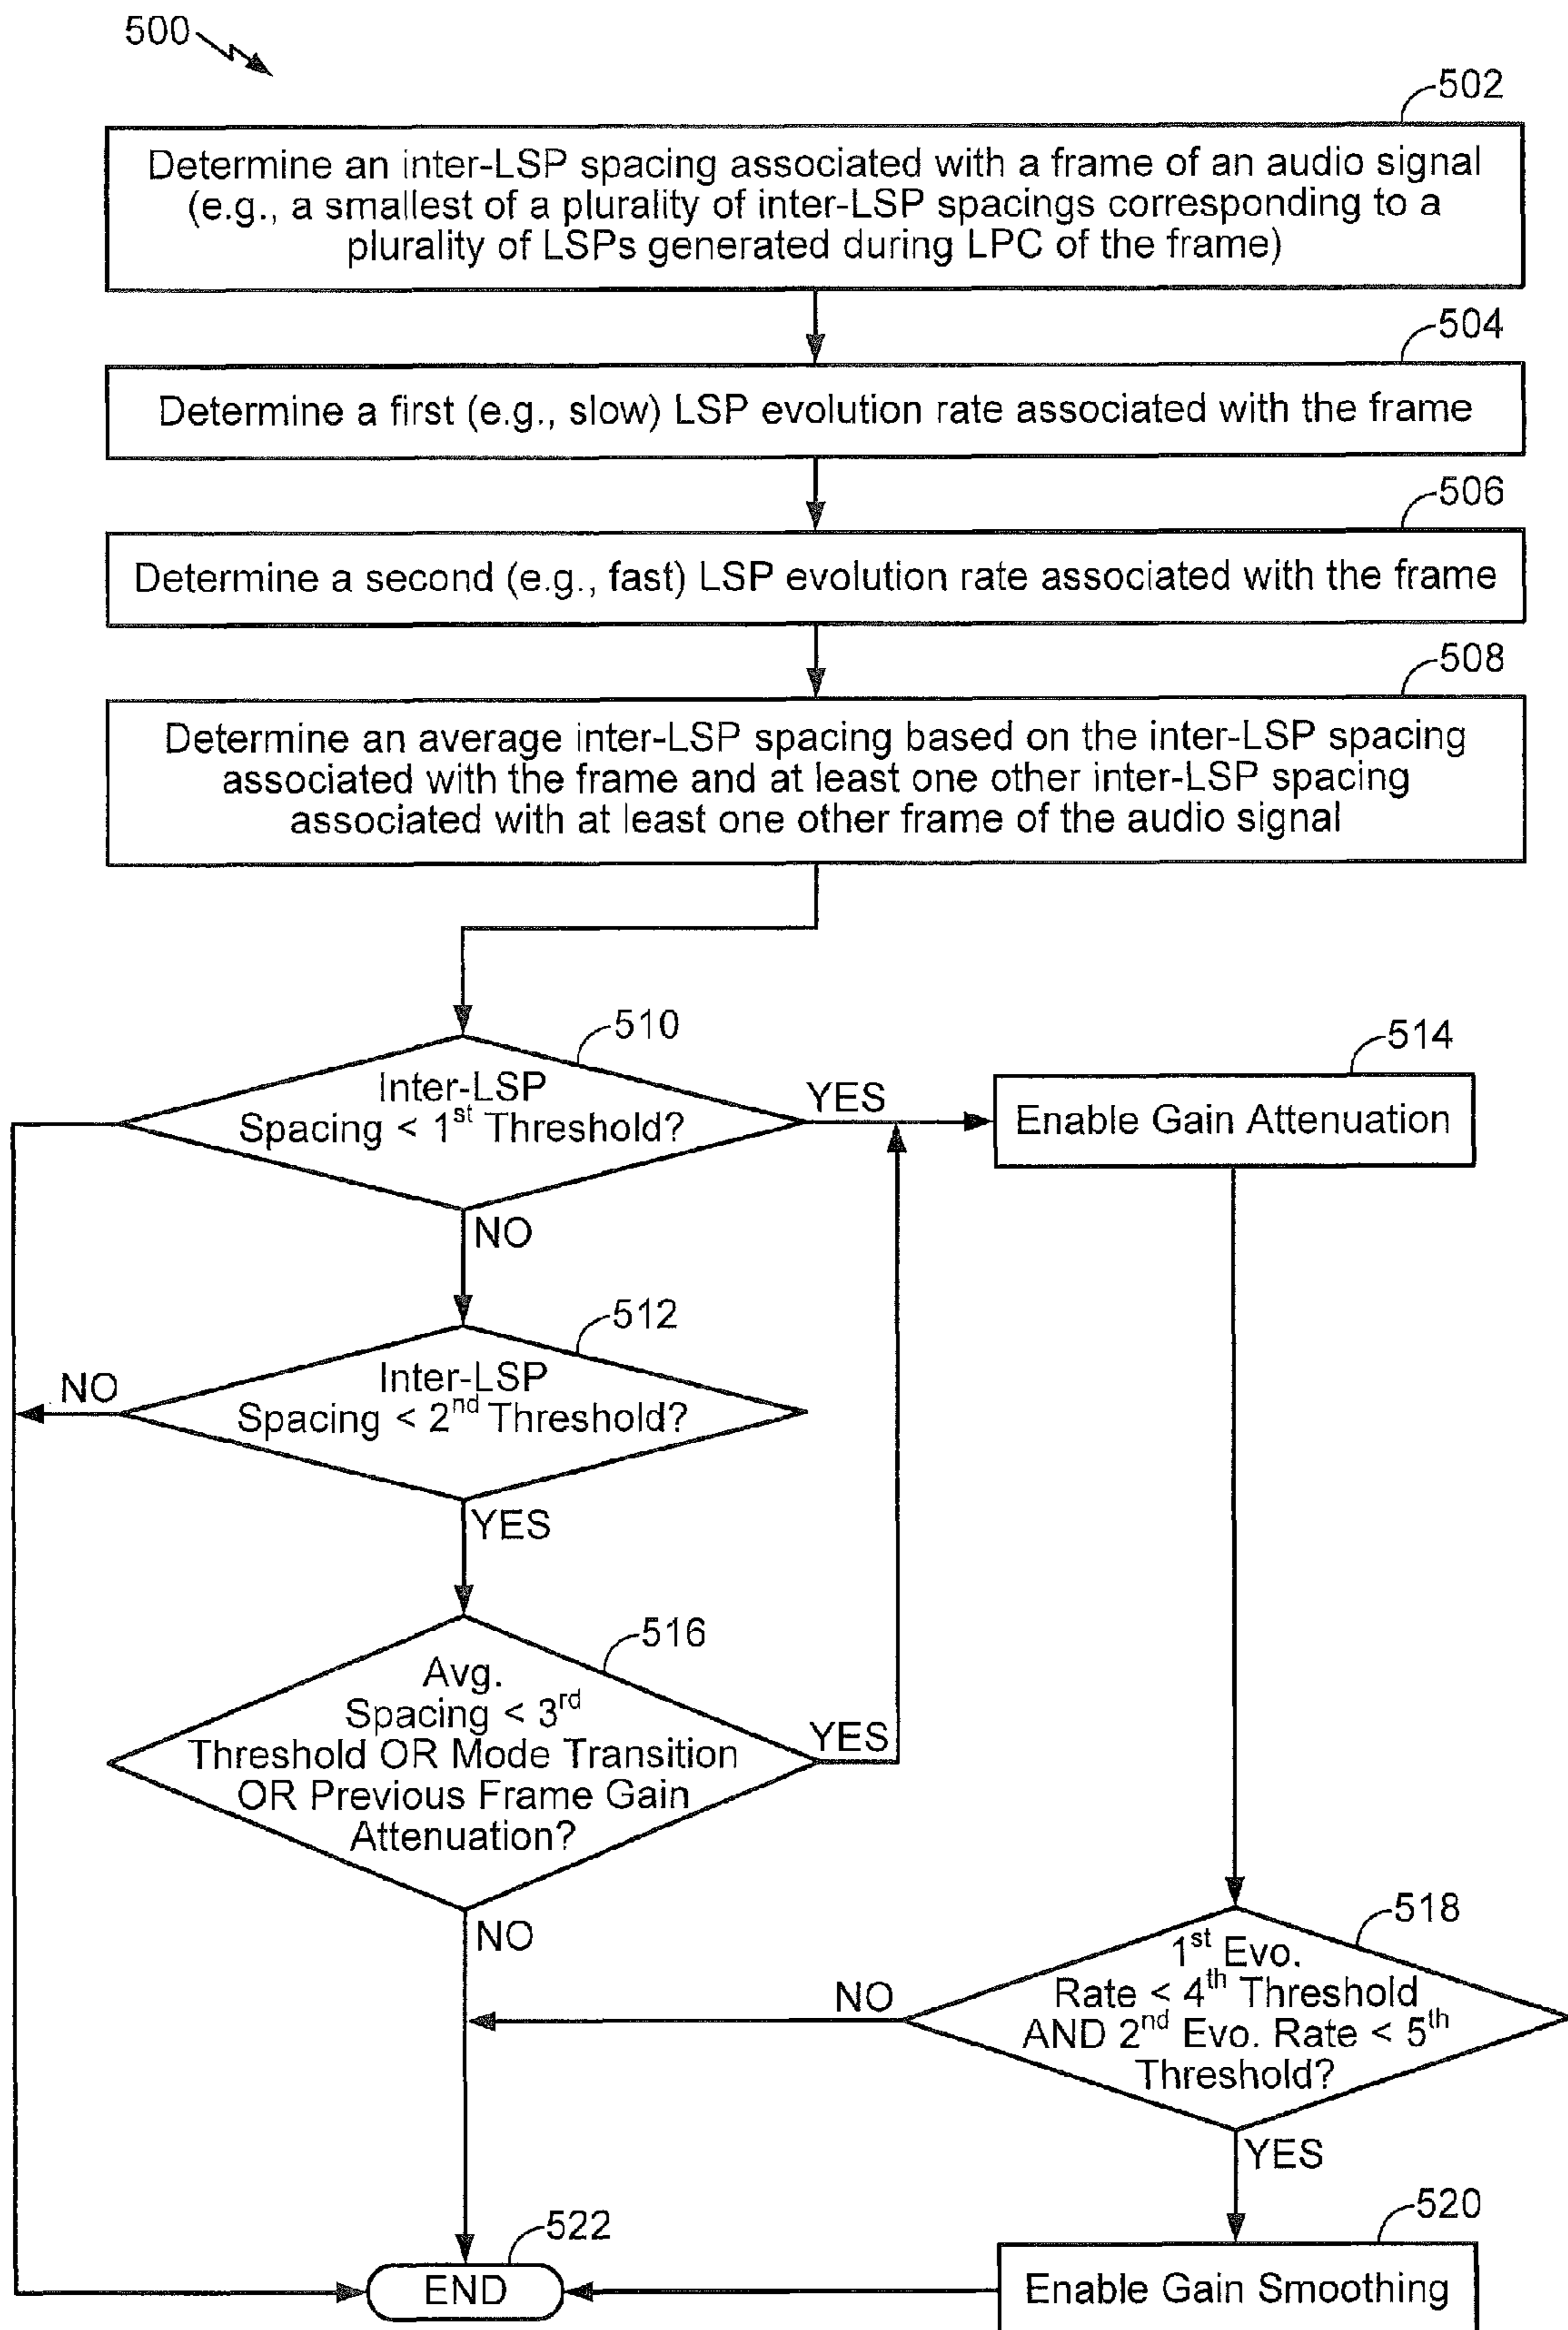 500
502
Determine an inter-LSP spacing associated with a frame of an audio signal
(e.g., a smallest of a plurality of inter-LSP spacings corresponding to a
plurality of LSPs generated during LPC of the frame)
504
Determine a first (e.g., slow) LSP evolution rate associated with the frame
506
Determine a second (e.g., fast) LSP evolution rate associated with the frame
508
Determine an average inter-LSP spacing based on the inter-LSP spacing
associated with the frame and at least one other inter-LSP spacing
associated with at least one other frame of the audio signal
510
Inter-LSP
Spacing < 1st Threshold?
YES
514
Enable Gain Attenuation
NO
512
Inter-LSP
Spacing < 2nd Threshold?
NO
YES
516
Avg.
Spacing < 3rd
Threshold OR Mode Transition
OR Previous Frame Gain
Attenuation?
YES
NO
518
1st Evo.
Rate < 4th Threshold
AND 2nd Evo. Rate < 5th
Threshold?
NO
YES
520
Enable Gain Smoothing
522
END